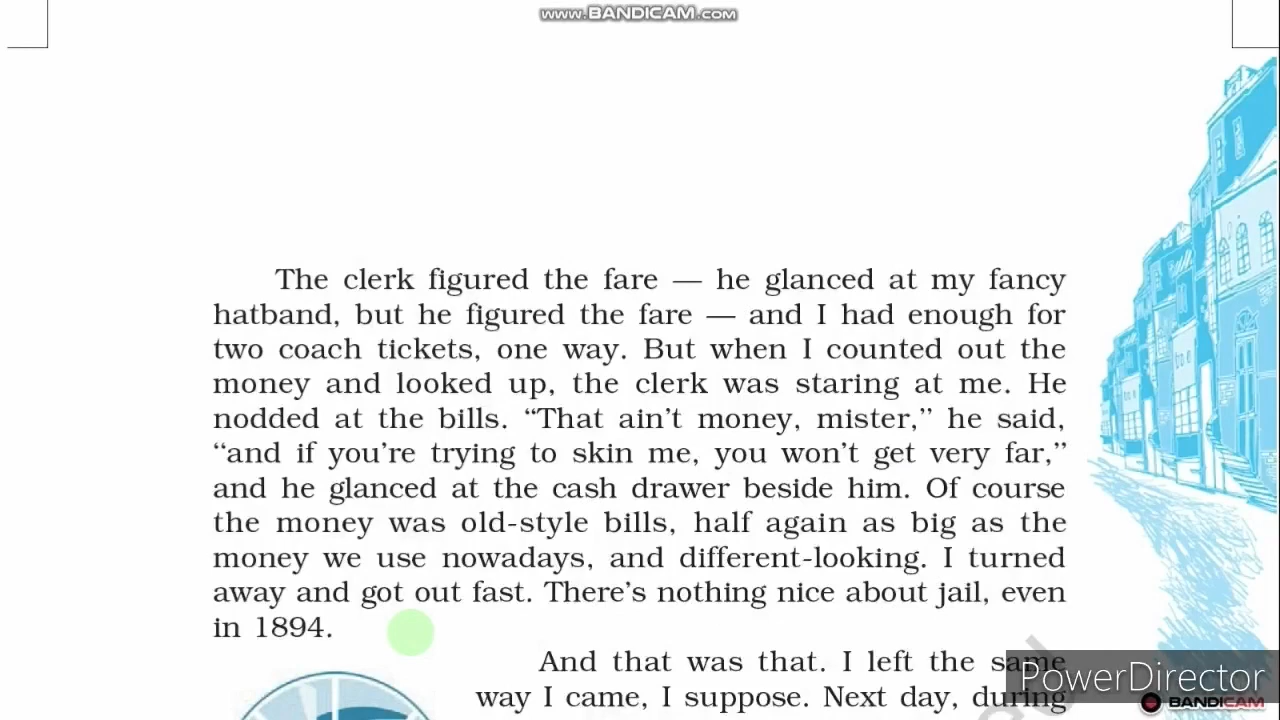 www.BANDICAM.com
The clerk figured the fare — he glanced at my fancy
hatband, but he figured the fare — and I had enough for
two coach tickets, one way. But when I counted out the
money and looked up, the clerk was staring at me. He
nodded at the bills. “That ain’t money, mister,” he said,
“and if you’re trying to skin me, you won’t get very far,”
and he glanced at the cash drawer beside him. Of course
the money was old-style bills, half again as big as the
money we use nowadays, and different-looking. I turned
away and got out fast. There’s nothing nice about jail, even
in 1894.
And that was that. I left the same
way I came, I suppose. Next day, during
PowerDirector
BANDICAM